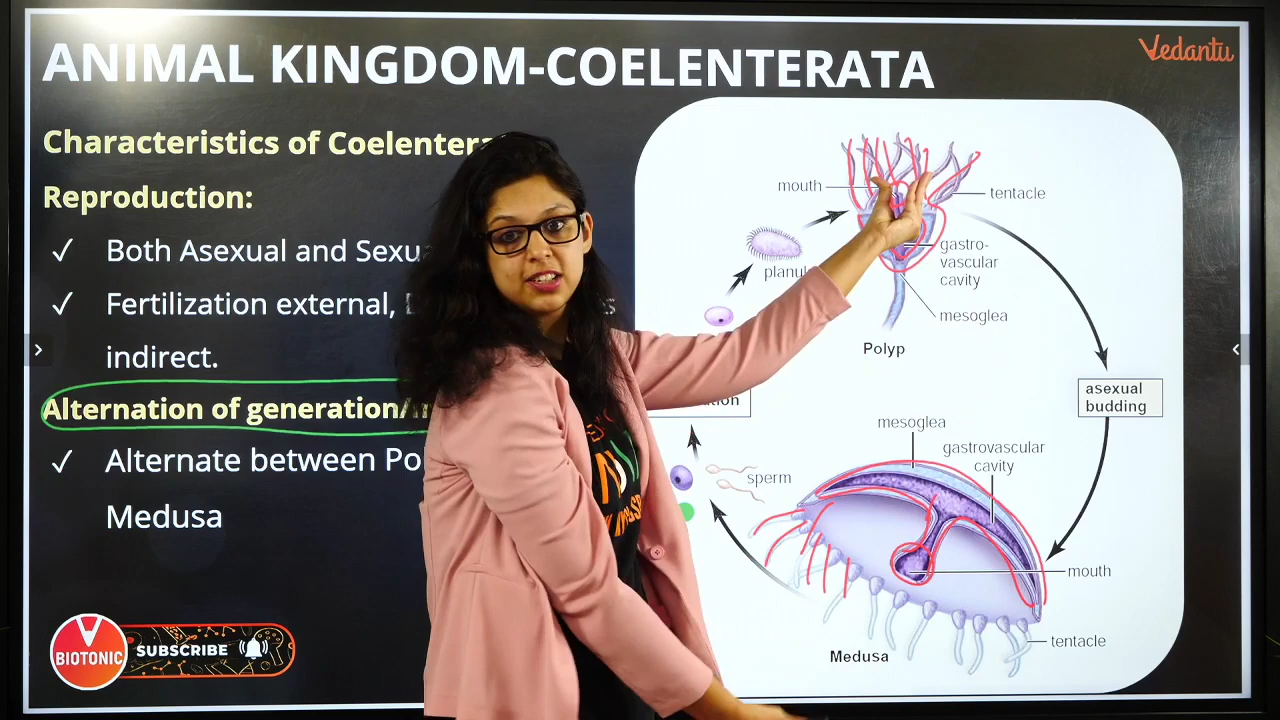 ANIMAL KINGDOM-COELENTERATA
Vedantu
Characteristics of Coelentera
Reproduction:
✓ Both Asexual and Sexua
✓ Fertilization external,
indirect.
Alternation of generation/
✓ Alternate between Po
Medusa
V
BIOTONIC
SUBSCRIBE
mouth
tentacle
gastro-
vascular
cavity
planul
mesoglea
Polyp
asexual
budding
mesoglea
gastrovascular
cavity
sperm
mouth
tentacle
Medusa